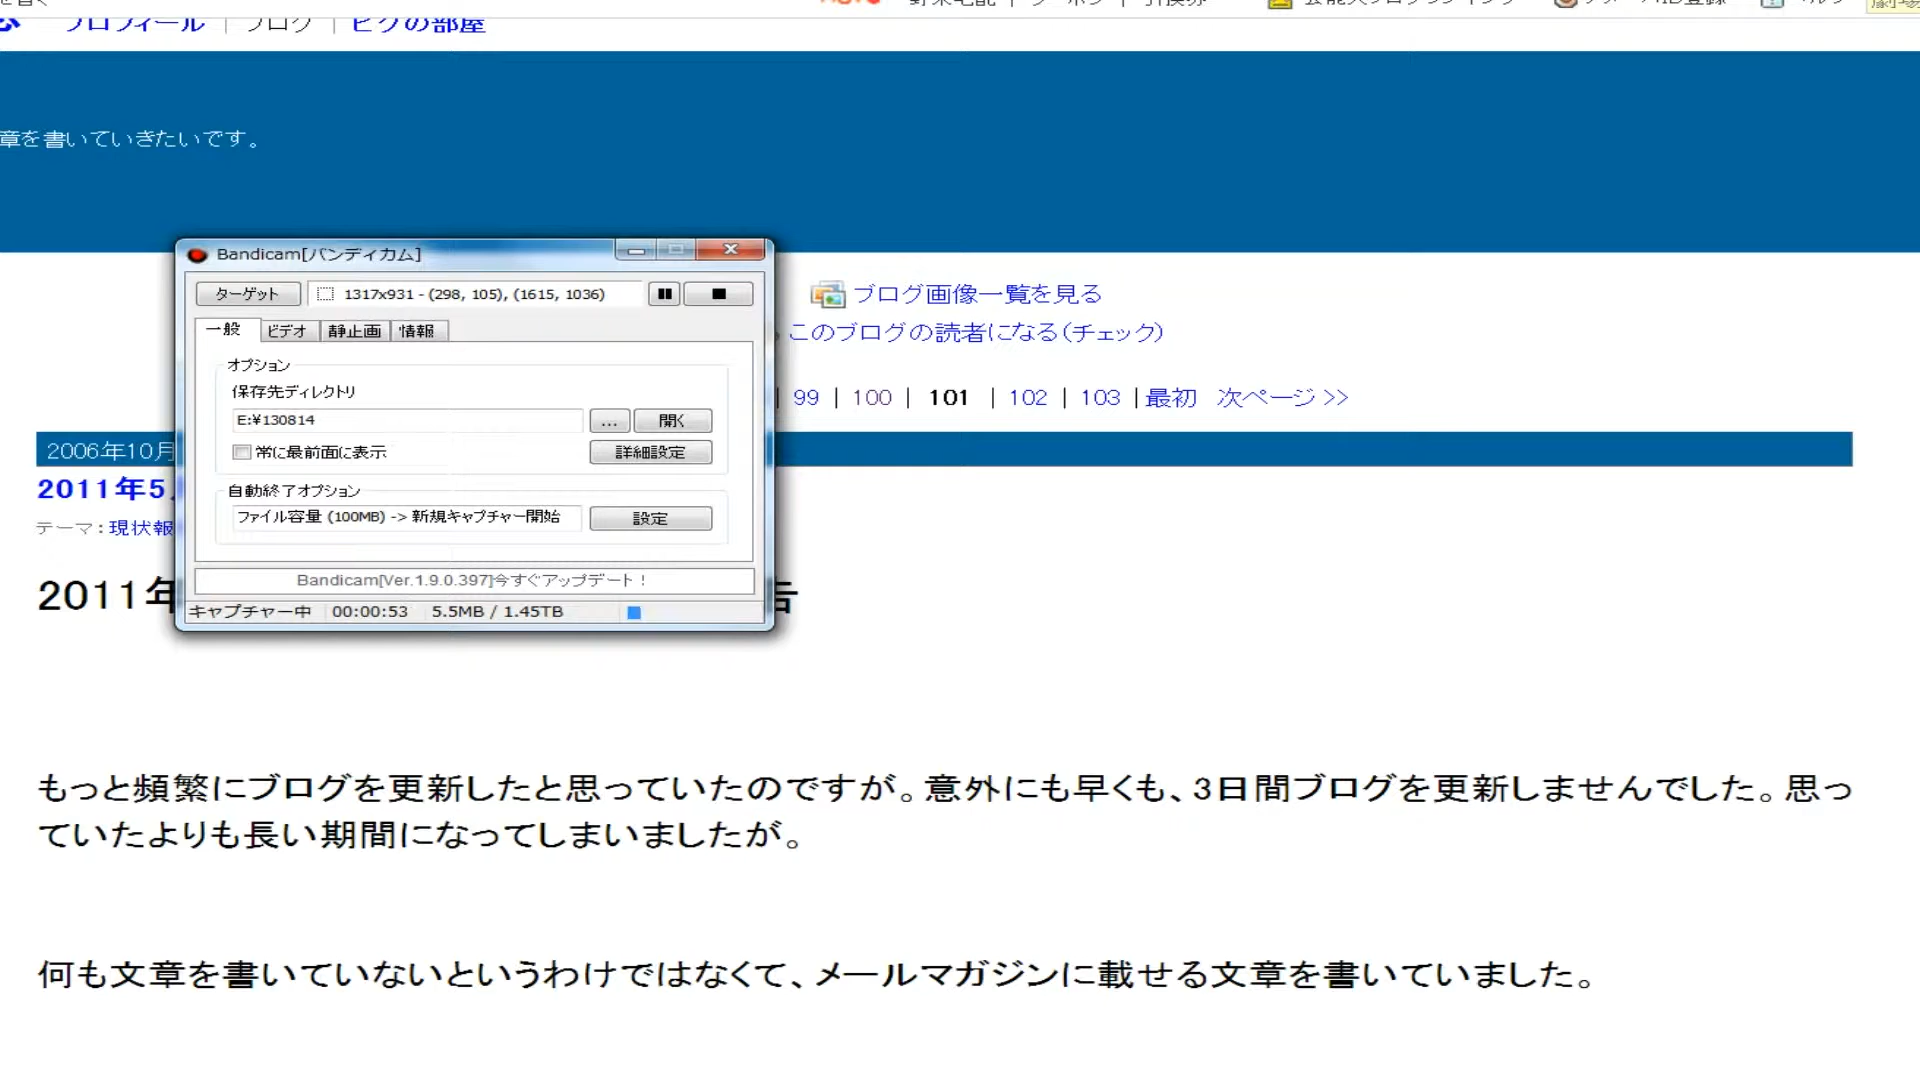 プロフィール | ブログ | ピグの部屋
章を書いていきたいです。
Bandicam[バンディカム]
ターゲット 1317x931 - (298, 105), (1615, 1036)
一般 ビデオ 静止画 情報
オプション
保存先ディレクトリ
E:¥130814 ... 開く
常に最前面に表示 詳細設定
自動終了オプション
ファイル容量 (100MB) -> 新規キャプチャー開始 設定
Bandicam[Ver.1.9.0.397]今すぐアップデート！
キャプチャー中 00:00:53 5.5MB / 1.45TB
ブログ画像一覧を見る
このブログの読者になる(チェック)
| 99 | 100 | 101 | 102 | 103 |最初 次ページ >>
2006年10月
2011年5
テーマ：現状報
2011年 告
もっと頻繁にブログを更新したと思っていたのですが。意外にも早くも、3日間ブログを更新しませんでした。思っ
ていたよりも長い期間になってしまいましたが。
何も文章を書いていないというわけではなくて、メールマガジンに載せる文章を書いていました。